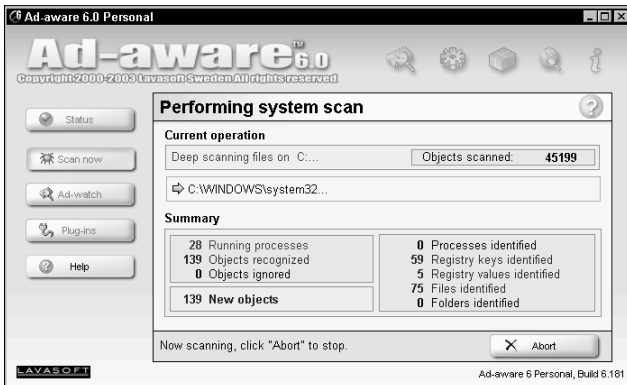 Ad-aware 6.0 Personal
Ad-aware™ 6.0
Copyright 2000-2003 Lavasoft Sweden. All rights reserved
Status
Scan now
Ad-watch
Plug-ins
Help
Performing system scan
?
Current operation
Deep scanning files on C:...
Objects scanned: 45199
C:\WINDOWS\system32...
Summary
28 Running processes
139 Objects recognized
0 Objects ignored
139 New objects
0 Processes identified
59 Registry keys identified
5 Registry values identified
75 Files identified
0 Folders identified
Now scanning, click "Abort" to stop.
Abort
LAVASOFT
Ad-aware 6 Personal, Build 6.181